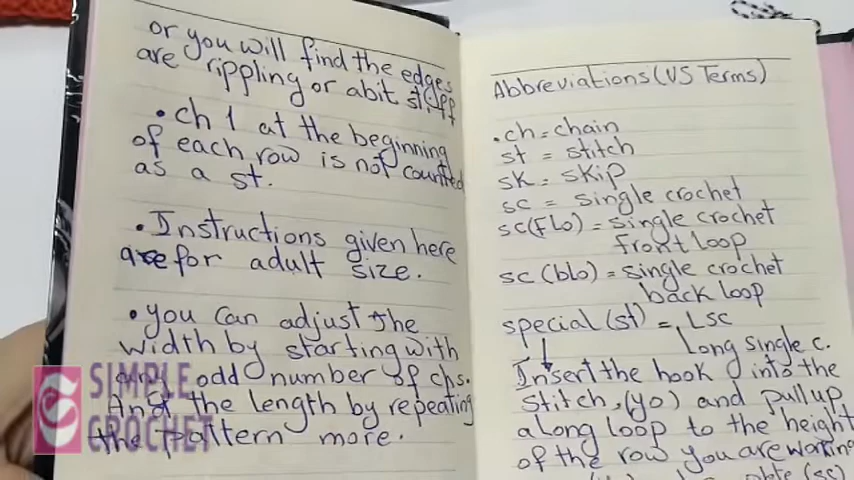 or you will find the edges
are rippling or abit stiff
• ch 1 at the beginning
of each row is not counted
as a st.
• Instructions given here
are for adult size.
• you can adjust the
width by starting with
any odd number of chs.
And the length by repeating
the pattern more.
SIMPLE
CROCHET
Abbreviations (US Terms)
• ch = chain
st = stitch
sk = skip
sc = single crochet
sc(Flo) = single crochet
front loop
sc (blo) = single crochet
back loop
special (st) = Lsc
Long single c.
Insert the hook into the
stitch, (yo) and pull up
a long loop to the height
of the row you are working
(sc)